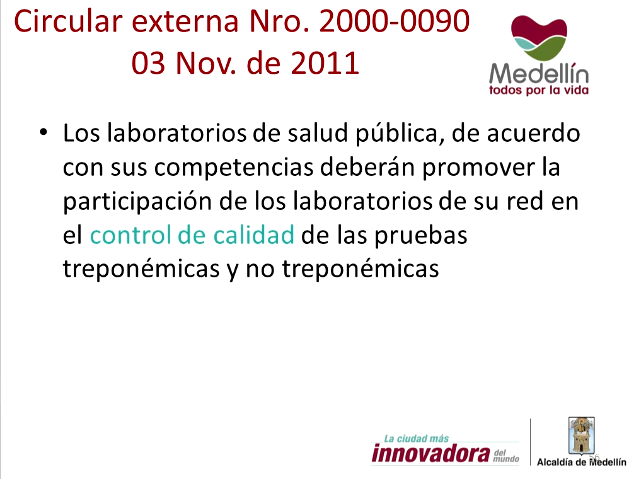 Circular externa Nro. 2000-0090
03 Nov. de 2011
Medellín
todos por la vida
• Los laboratorios de salud pública, de acuerdo
con sus competencias deberán promover la
participación de los laboratorios de su red en
el control de calidad de las pruebas
treponémicas y no treponémicas
La ciudad más
innovadora del
mundo
Alcaldía de Medellín